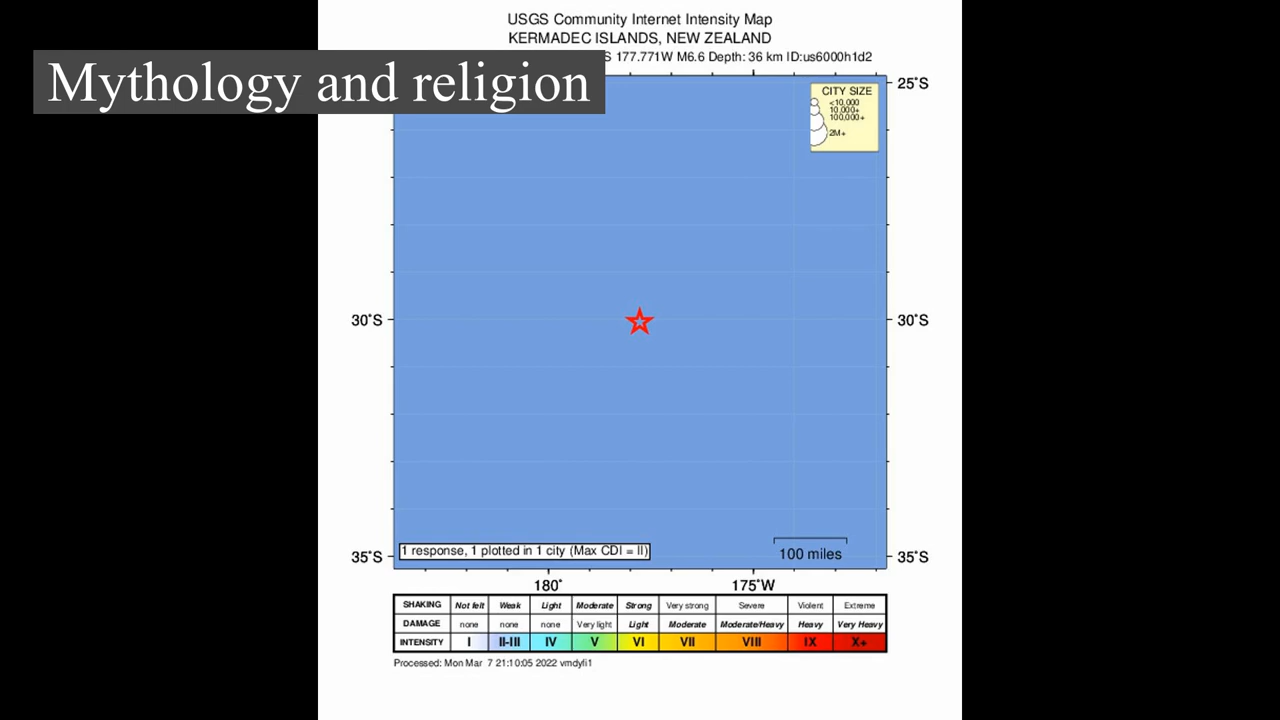 USGS Community Internet Intensity Map
KERMADEC ISLANDS, NEW ZEALAND
S 177.771W M6.6 Depth: 36 km ID:us6000h1d2
Mythology and religion
25°S 
CITY SIZE
<10,000
10,000+
100,000+
2M+
30°S 30°S
1 response, 1 plotted in 1 city (Max CDI = II)
100 miles
35°S 35°S
180° 175°W
SHAKING Not felt Weak Light Moderate Strong Very strong Severe Violent Extreme
DAMAGE none none none Very light Light Moderate Moderate/Heavy Heavy Very Heavy
INTENSITY I II-III IV V VI VII VIII IX X+
Processed: Mon Mar 7 21:10:05 2022 vmdyfi1